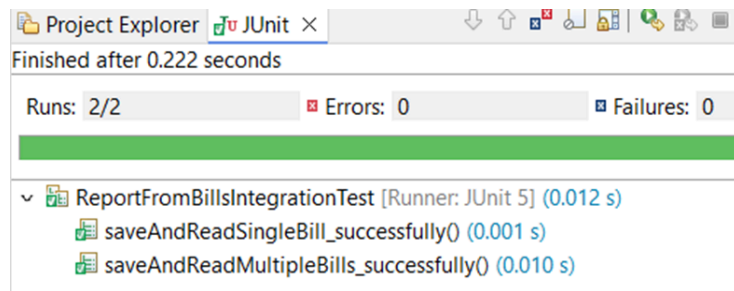 Project Explorer JUnit
Finished after 0.222 seconds
Runs: 2/2 Errors: 0 Failures: 0
ReportFromBillsIntegrationTest [Runner: JUnit 5] (0.012 s)
saveAndReadSingleBill_successfully() (0.001 s)
saveAndReadMultipleBills_successfully() (0.010 s)